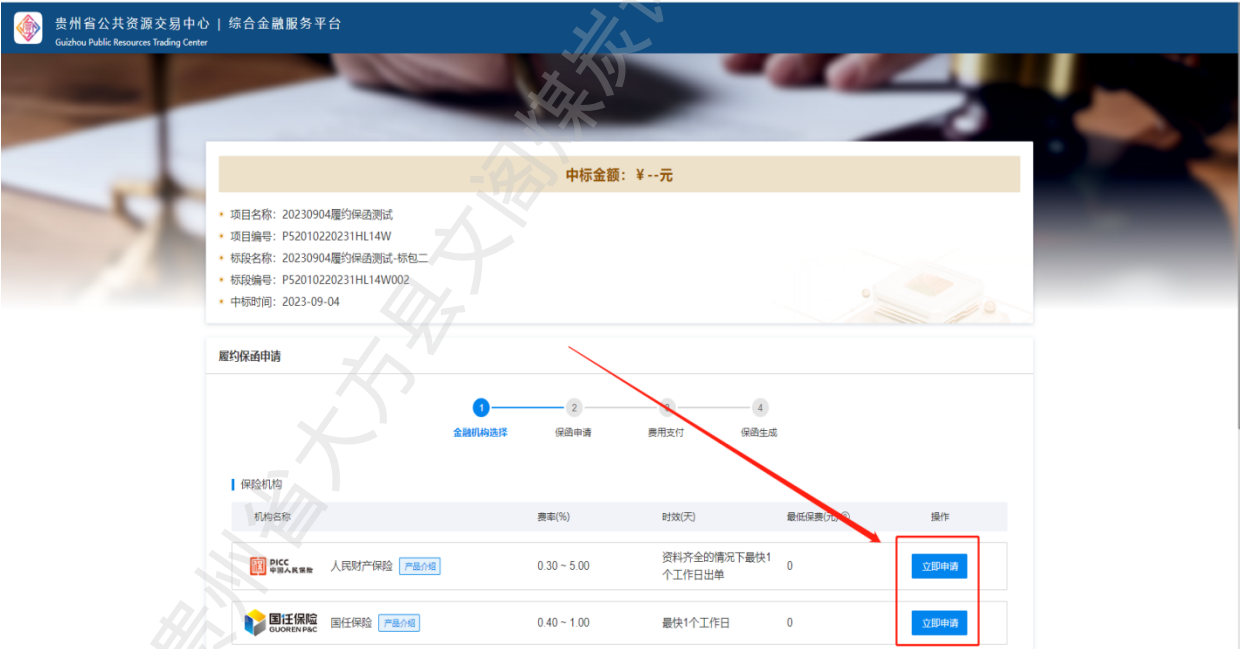 贵州省公共资源交易中心 | 综合金融服务平台
Guizhou Public Resources Trading Center
中标金额：¥ --元
项目名称：20230904履约保函测试
项目编号：P52010220231HL14W
标段名称：20230904履约保函测试-标包二
标段编号：P52010220231HL14W002
中标时间：2023-09-04
履约保函申请
1 2 3 4
金融机构选择 保函申请 费用支付 保函生成
保险机构
机构名称 费率(%) 时效(天) 最低保费(元) 操作
PICC 中国人民保险 人民财产保险 产品介绍 0.30 ~ 5.00 资料齐全的情况下最快1 0 立即申请
个工作日出单
国任保险 GUOREN P&C 国任保险 产品介绍 0.40 ~ 1.00 最快1个工作日 0 立即申请
贵州省大方县文阁煤炭